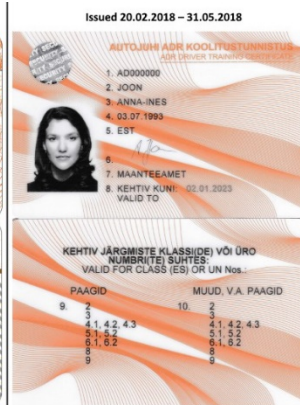 Issued 20.02.2018 – 31.05.2018
AUTOJUHI ADR KOOLITUSTUNNISTUS
ADR DRIVER TRAINING CERTIFICATE
1. AD000000
2. JOON
3. ANNA-INES
4. 03.07.1993
5. EST
6.
7. MAANTEEAMET
8. KEHTIV KUNI: 02.01.2023
VALID TO
KEHTIV JÄRGMISTE KLASSI(DE) VÕI ÜRO
NUMBRI(TE) SUHTES:
VALID FOR CLASS (ES) OR UN Nos.:
PAAGID
9. 2
3
4.1, 4.2, 4.3
5.1, 5.2
6.1, 6.2
8
9
MUUD, V.A. PAAGID
10. 2
3
4.1, 4.2, 4.3
5.1, 5.2
6.1, 6.2
8
9